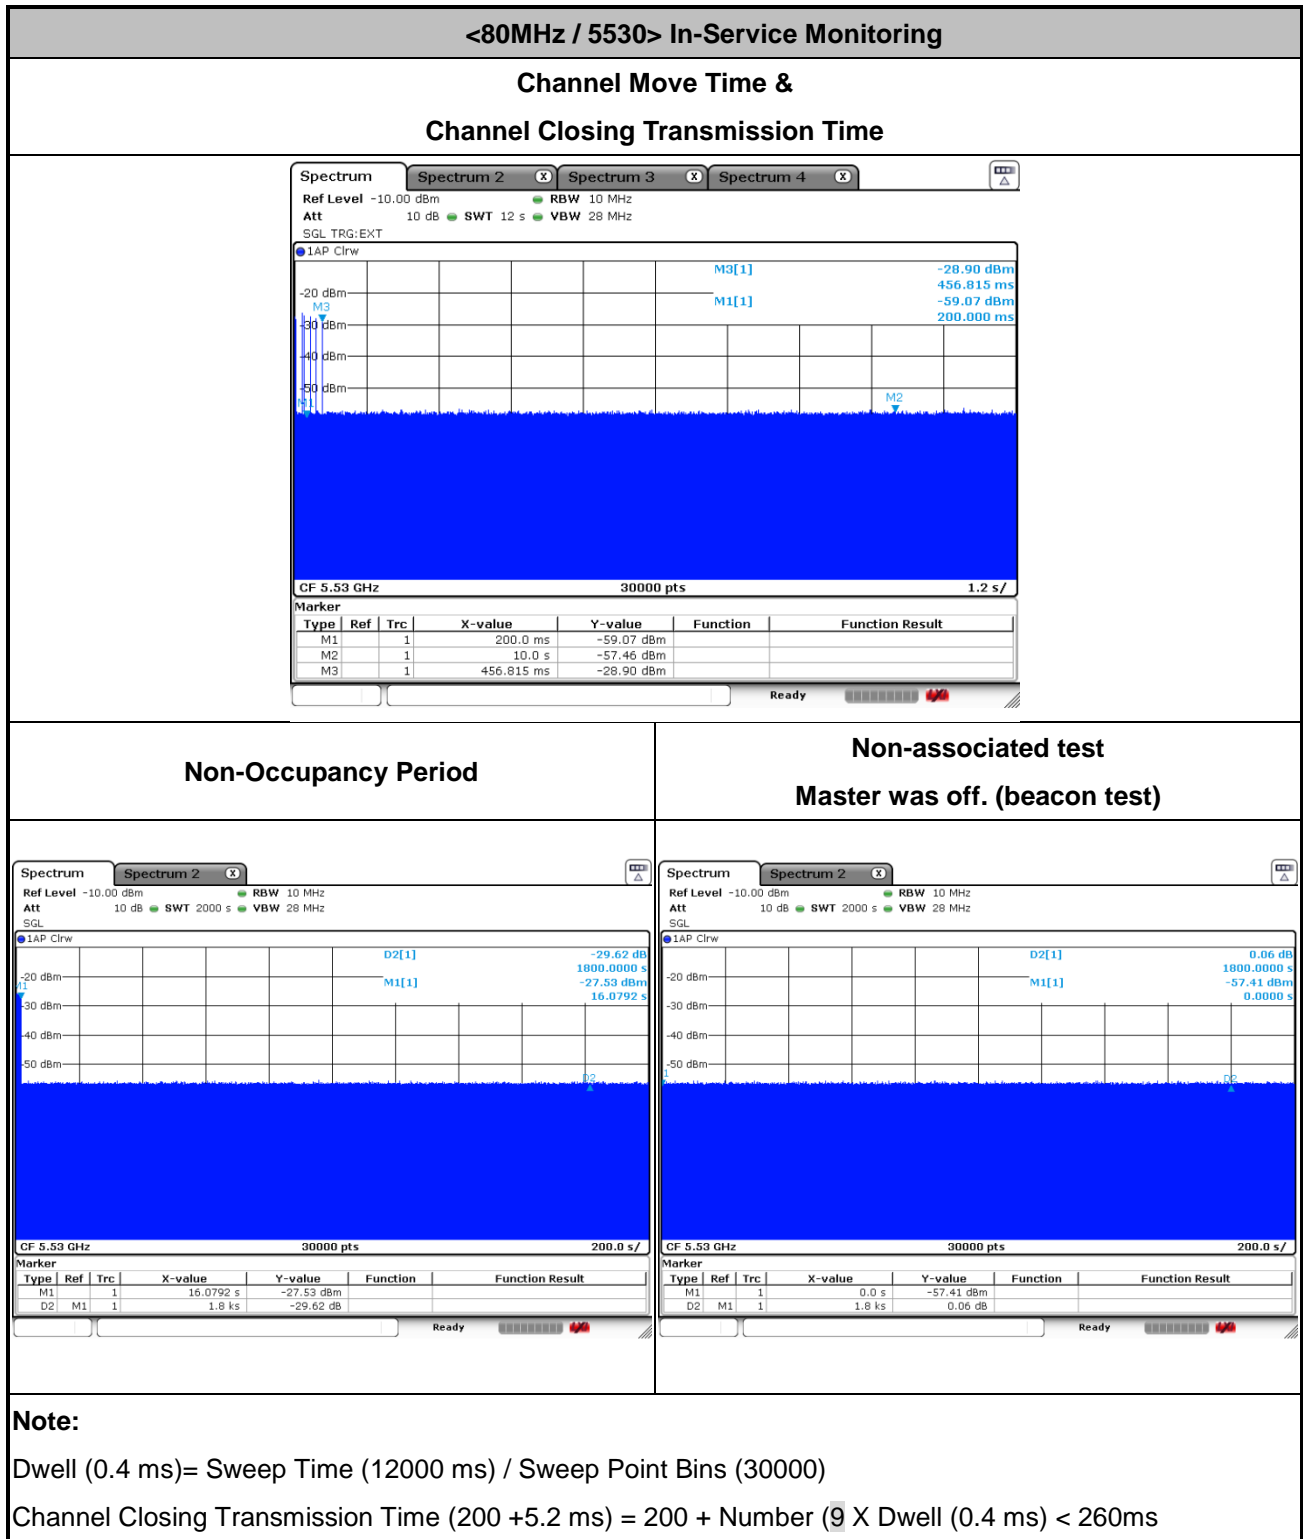 <80MHz / 5530> In-Service Monitoring
Channel Move Time &
Channel Closing Transmission Time
Spectrum Spectrum 2 X Spectrum 3 X Spectrum 4 X
Ref Level -10.00 dBm RBW 10 MHz
Att 10 dB SWT 12 s VBW 28 MHz
SGL TRG:EXT
1AP Clrw
M3[1] -28.90 dBm
456.815 ms
-20 dBm
M1[1] -59.07 dBm
M3
200.000 ms
-30 dBm
-40 dBm
-50 dBm
M1
M2
CF 5.53 GHz 30000 pts 1.2 s/
Marker
Type Ref Trc X-value Y-value Function Function Result
M1 1 200.0 ms -59.07 dBm
M2 1 10.0 s -57.46 dBm
M3 1 456.815 ms -28.90 dBm
Ready
Non-Occupancy Period
Non-associated test
Master was off. (beacon test)
Spectrum Spectrum 2 X
Ref Level -10.00 dBm RBW 10 MHz
Att 10 dB SWT 2000 s VBW 28 MHz
SGL
1AP Clrw
D2[1] -29.62 dB
1800.0000 s
-20 dBm
M1[1] -27.53 dBm
M1
16.0792 s
-30 dBm
-40 dBm
-50 dBm
D2
CF 5.53 GHz 30000 pts 200.0 s/
Marker
Type Ref Trc X-value Y-value Function Function Result
M1 1 16.0792 s -27.53 dBm
D2 M1 1 1.8 ks -29.62 dB
Ready
Spectrum Spectrum 2 X
Ref Level -10.00 dBm RBW 10 MHz
Att 10 dB SWT 2000 s VBW 28 MHz
SGL
1AP Clrw
D2[1] 0.06 dB
1800.0000 s
-20 dBm
M1[1] -57.41 dBm
0.0000 s
-30 dBm
-40 dBm
-50 dBm
1
D2
CF 5.53 GHz 30000 pts 200.0 s/
Marker
Type Ref Trc X-value Y-value Function Function Result
M1 1 0.0 s -57.41 dBm
D2 M1 1 1.8 ks 0.06 dB
Ready
Note:
Dwell (0.4 ms)= Sweep Time (12000 ms) / Sweep Point Bins (30000)
Channel Closing Transmission Time (200 +5.2 ms) = 200 + Number (9 X Dwell (0.4 ms) < 260ms